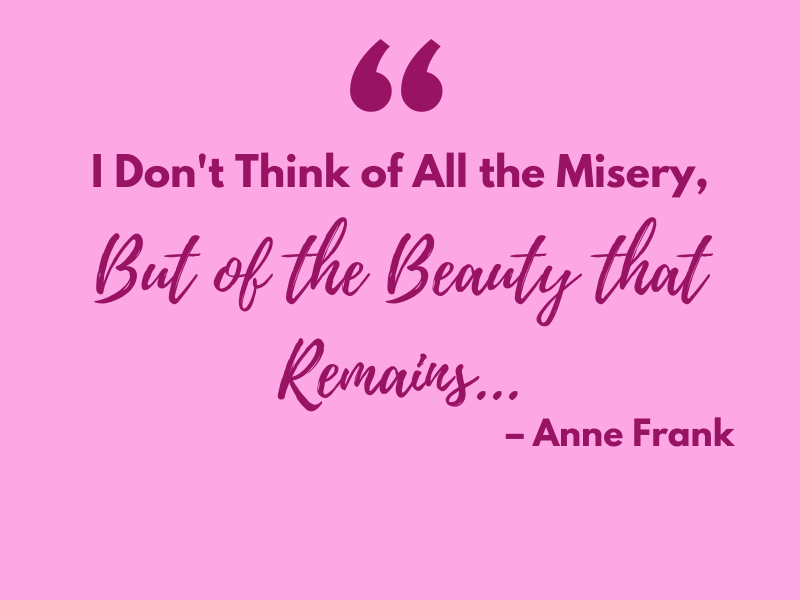 “
I Don't Think of All the Misery,
But of the Beauty that
Remains...
– Anne Frank